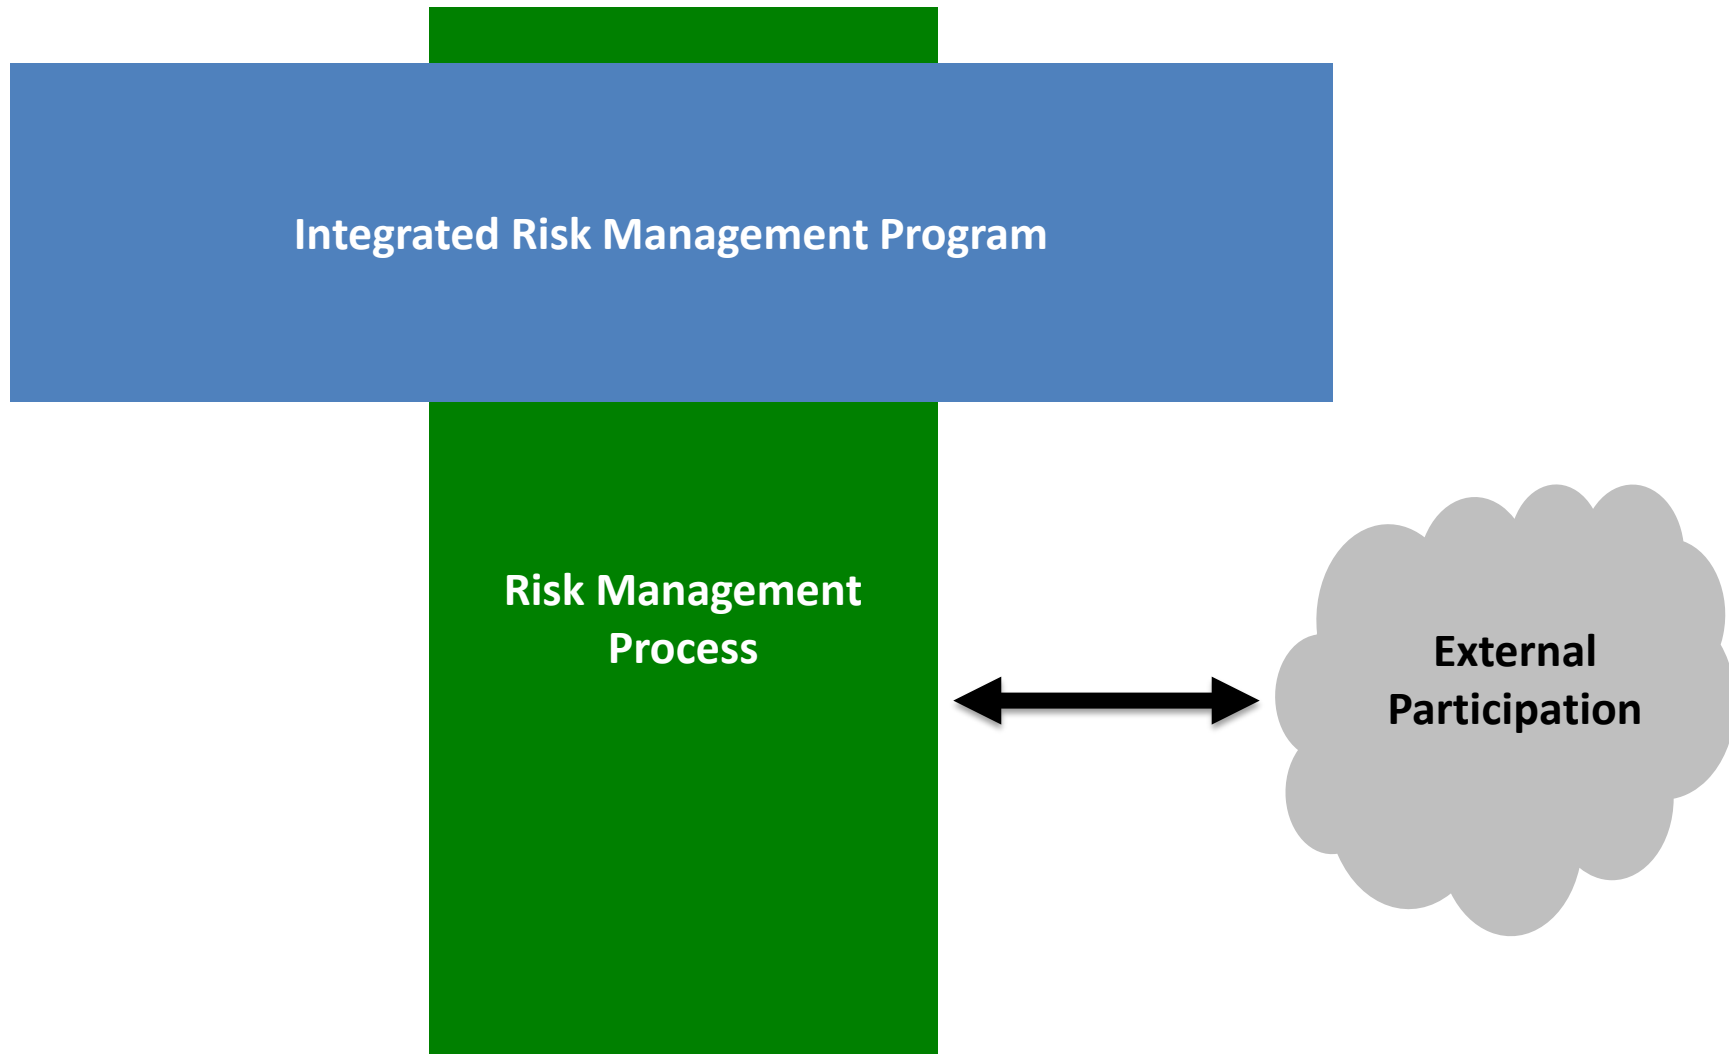 Integrated Risk Management Program
Risk Management
Process
External
Participation